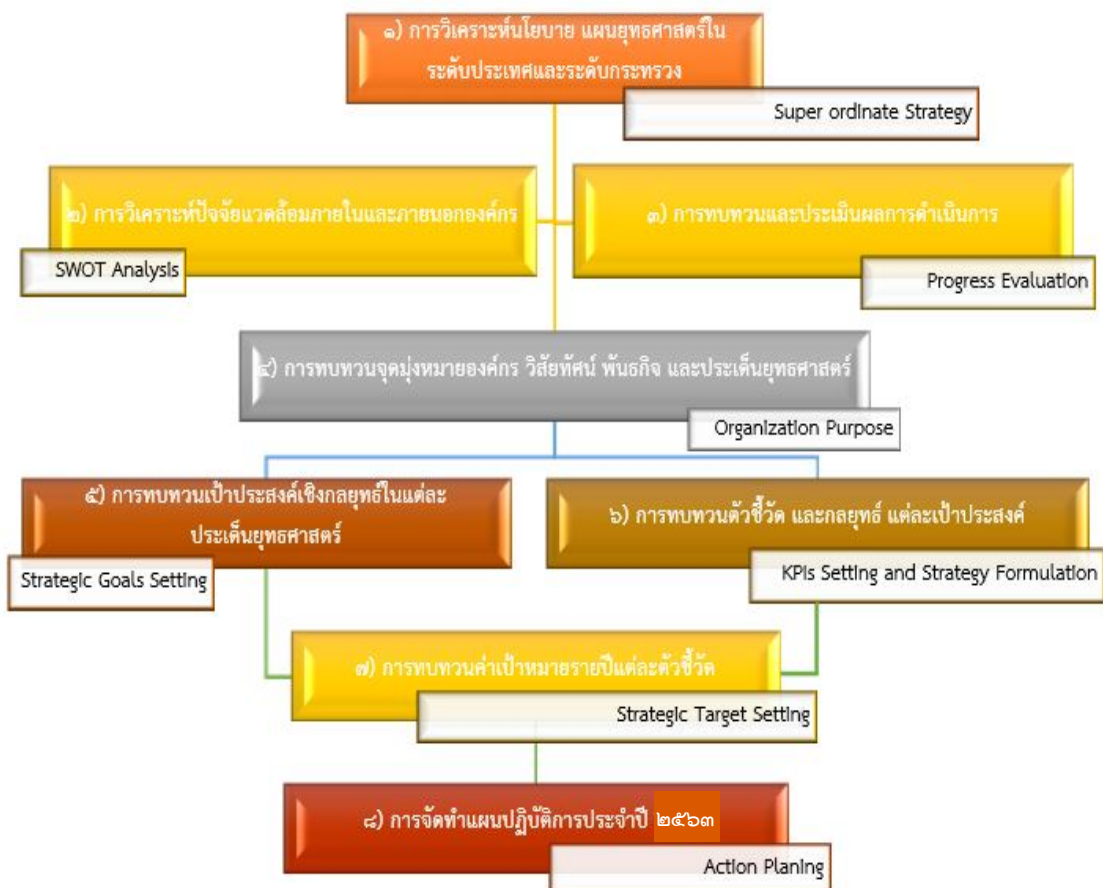 ๑) การวิเคราะห์นโยบาย แผนยุทธศาสตร์ใน
ระดับประเทศและระดับกระทรวง
Super ordinate Strategy
๒) การวิเคราะห์ปัจจัยแวดล้อมภายในและภายนอกองค์กร
SWOT Analysis
๓) การทบทวนและประเมินผลการดำเนินการ
Progress Evaluation
๔) การทบทวนจุดมุ่งหมายองค์กร วิสัยทัศน์ พันธกิจ และประเด็นยุทธศาสตร์
Organization Purpose
๕) การทบทวนเป้าประสงค์เชิงกลยุทธ์ในแต่ละ
ประเด็นยุทธศาสตร์
Strategic Goals Setting
๖) การทบทวนตัวชี้วัด และกลยุทธ์ แต่ละเป้าประสงค์
KPIs Setting and Strategy Formulation
๗) การทบทวนค่าเป้าหมายรายปีแต่ละตัวชี้วัด
Strategic Target Setting
๘) การจัดทำแผนปฏิบัติการประจำปี ๒๕๖๓
Action Planing